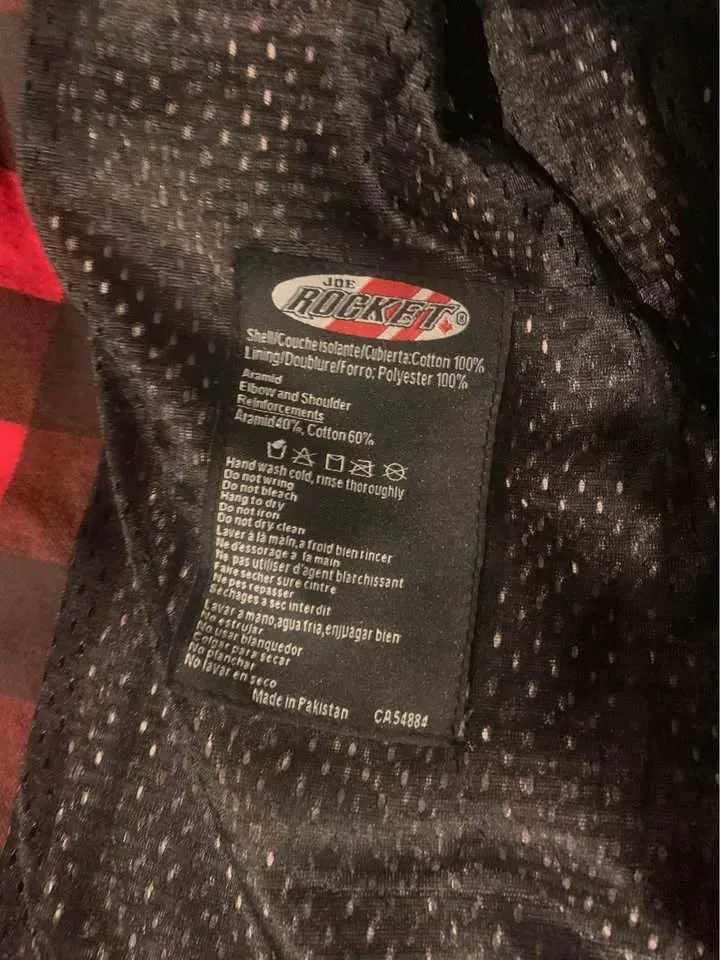 JOE
ROCKET®
Shell/Couche isolante/Cubierta:Cotton 100%
Lining/Doublure/Forro: Polyester 100%
Aramid
Elbow and Shoulder
Reinforcements
Aramid 40%, Cotton 60%
Hand wash cold, rinse thoroughly
Do not wring
Do not bleach
Hang to dry
Do not iron
Do not dry clean
Laver à la main,a froid bien rincer
Ne dessorage a la main
Ne pas utiliser d'agent blarchissant
Faire secher sure cintre
Ne pes repasser
Sechages a sec interdit
Lavar a mano,agua fria,enjuagar bien
No estrujar
No usar blanquedor
Colgar para secar
No planchar
No lavar en seco
Made in Pakistan CA54884